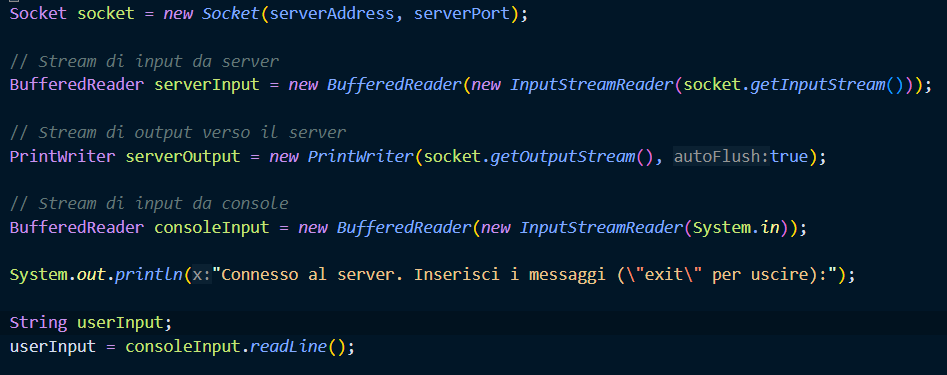 Socket socket = new Socket(serverAddress, serverPort);
// Stream di input da server
BufferedReader serverInput = new BufferedReader(new InputStreamReader(socket.getInputStream()));
// Stream di output verso il server
PrintWriter serverOutput = new PrintWriter(socket.getOutputStream(), autoFlush:true);
// Stream di input da console
BufferedReader consoleInput = new BufferedReader(new InputStreamReader(System.in));
System.out.println(x:"Connesso al server. Inserisci i messaggi (\"exit\" per uscire):");
String userInput;
userInput = consoleInput.readLine();